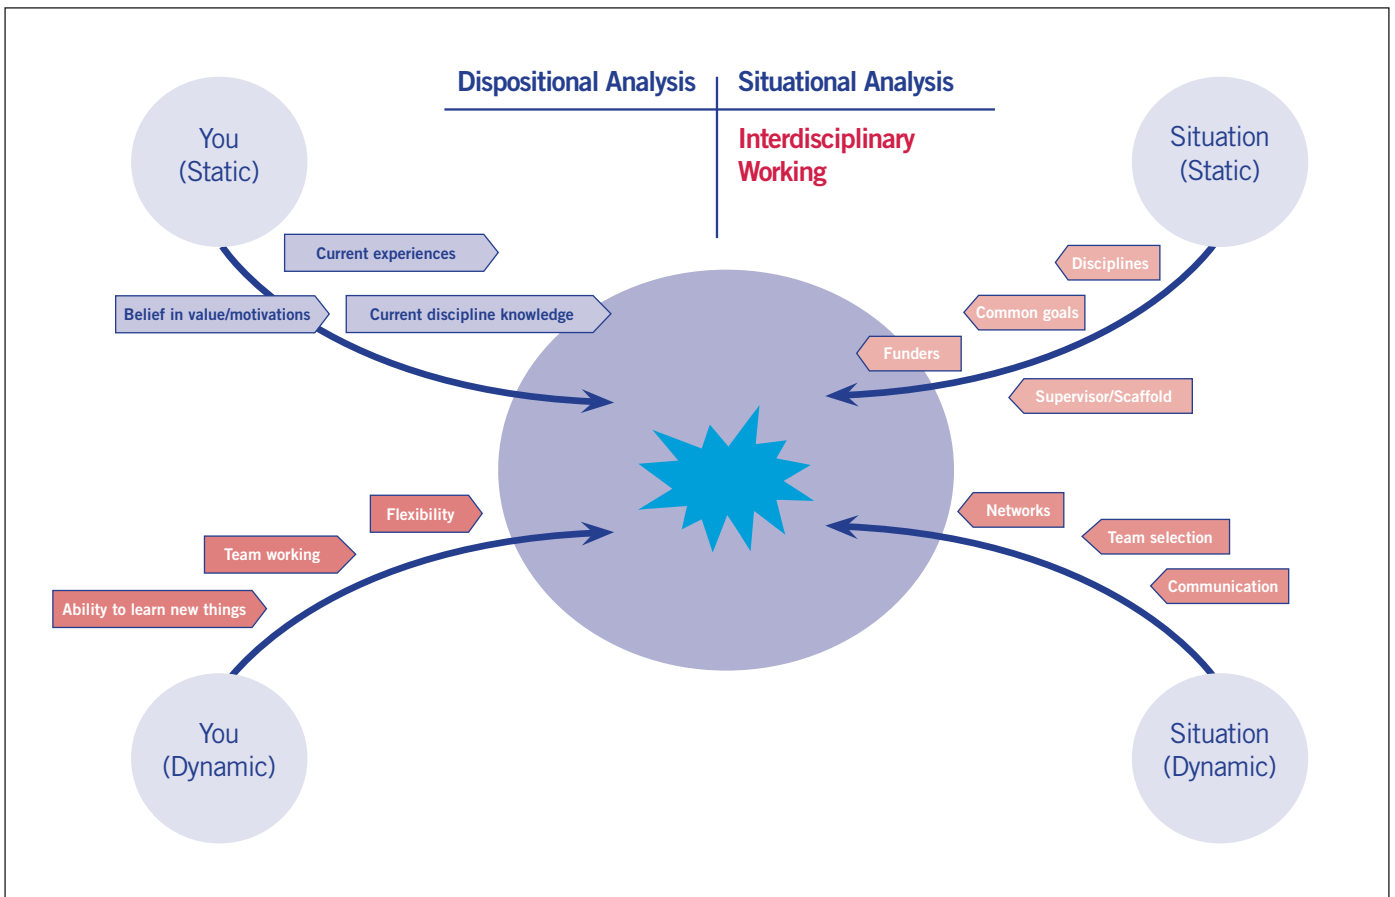 Dispositional Analysis
Situational Analysis
Interdisciplinary
Working
You
(Static)
Situation
(Static)
Current experiences
Belief in value/motivations
Current discipline knowledge
Disciplines
Common goals
Funders
Supervisor/Scaffold
Flexibility
Team working
Ability to learn new things
Networks
Team selection
Communication
You
(Dynamic)
Situation
(Dynamic)